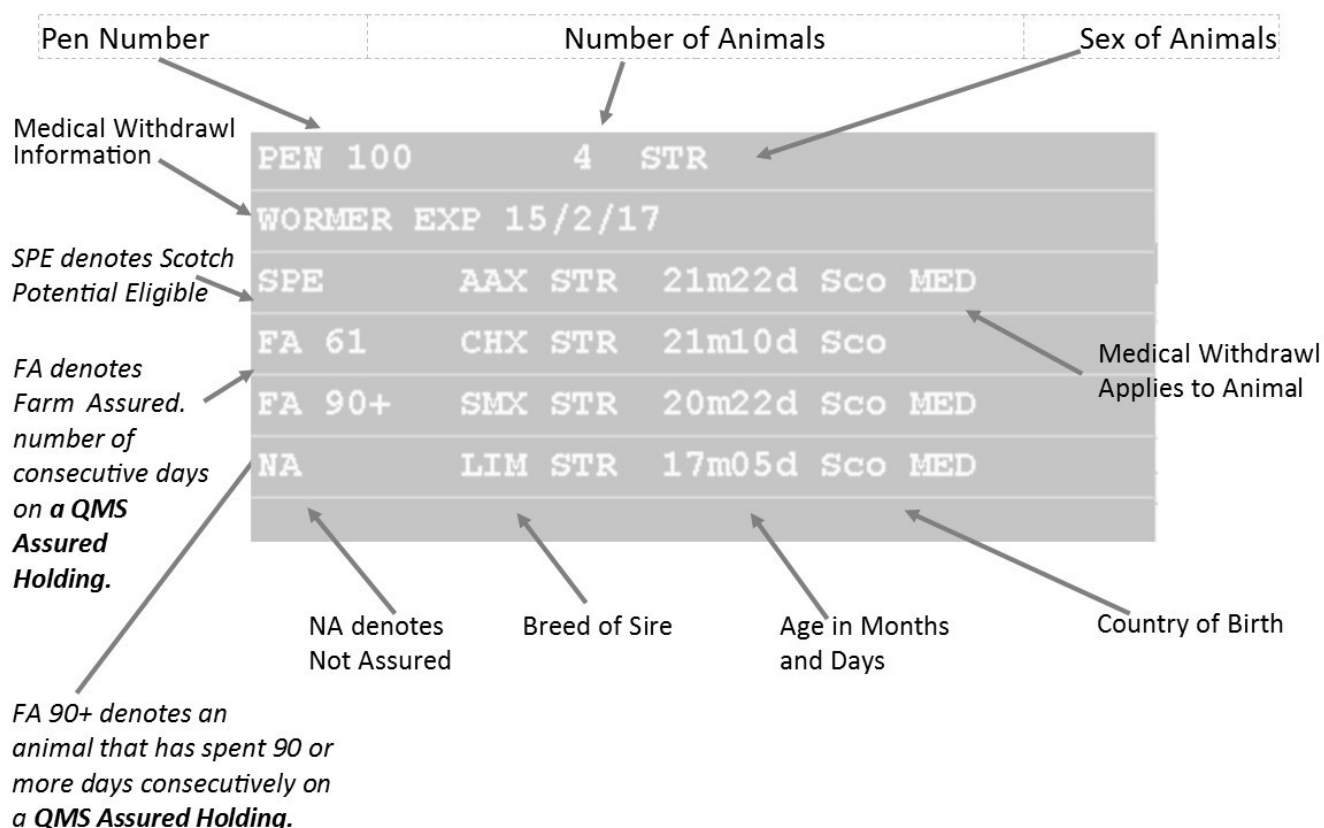 Pen Number Number of Animals Sex of Animals
Medical Withdrawl
Information
PEN 100 4 STR
WORMER EXP 15/2/17
SPE denotes Scotch
Potential Eligible
SPE AAX STR 21m22d Sco MED
FA 61 CHX STR 21m10d Sco
FA 90+ SMX STR 20m22d Sco MED
NA LIM STR 17m05d Sco MED
Medical Withdrawl
Applies to Animal
FA denotes
Farm Assured.
number of
consecutive days
on a QMS
Assured
Holding.
NA denotes
Not Assured
Breed of Sire
Age in Months
and Days
Country of Birth
FA 90+ denotes an
animal that has spent 90 or
more days consecutively on
a QMS Assured Holding.